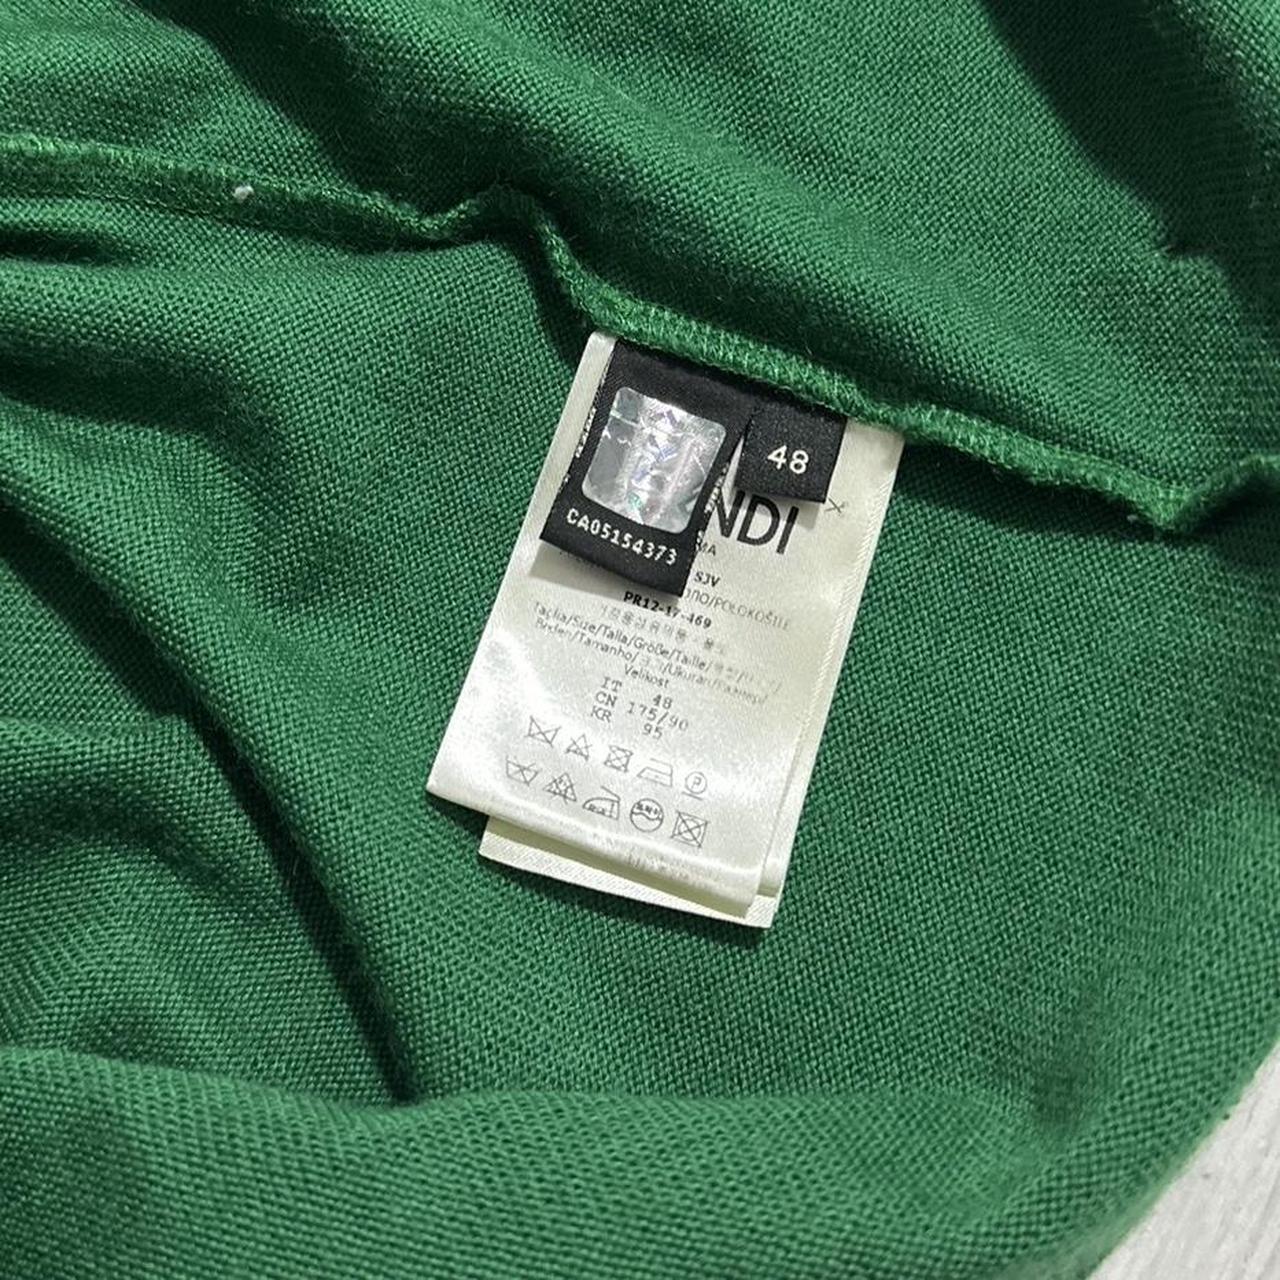 48
CA05154373
NDI
MA
SJV
ПО/POLOKOŠILE
PR12-17-469
Taglia/Size/Talla/Größe/Taille/
Velikost
IT 48
CN 175/90
KR 95
P